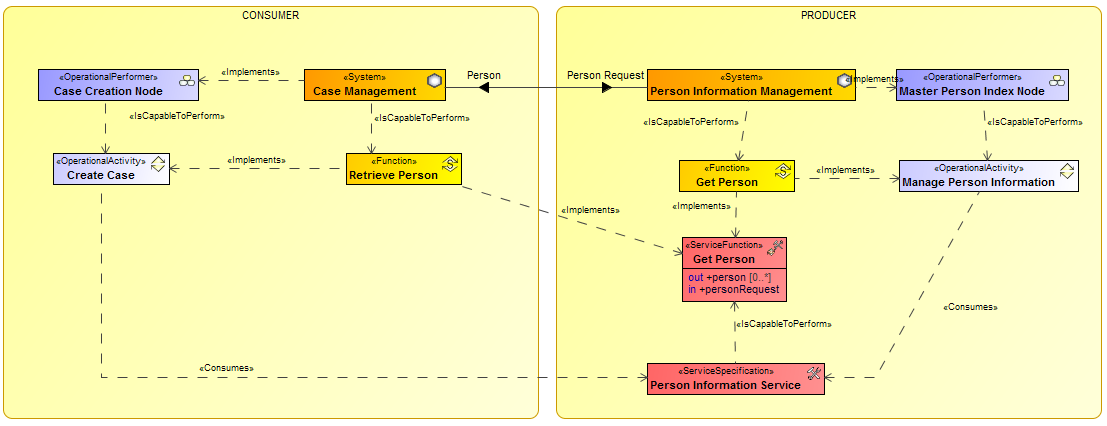 CONSUMER
PRODUCER
«OperationalPerformer»
Case Creation Node
«Implements»
«System»
Case Management
Person
Person Request
«System»
Person Information Management
«Implements»
«OperationalPerformer»
Master Person Index Node
«IsCapableToPerform»
«IsCapableToPerform»
«IsCapableToPerform»
«IsCapableToPerform»
«OperationalActivity»
Create Case
«Implements»
«Function»
Retrieve Person
«Function»
Get Person
«Implements»
«OperationalActivity»
Manage Person Information
«Implements»
«Implements»
«ServiceFunction»
Get Person
out +person [0..*]
in +personRequest
«Consumes»
«IsCapableToPerform»
«Consumes»
«ServiceSpecification»
Person Information Service